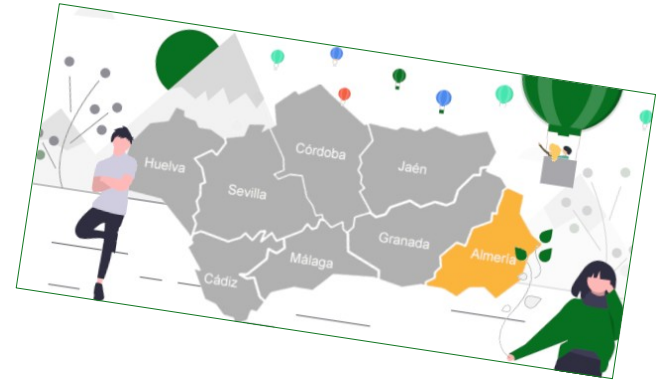 Córdoba
Jaén
Huelva
Sevilla
Granada
Almería
Málaga
Cádiz